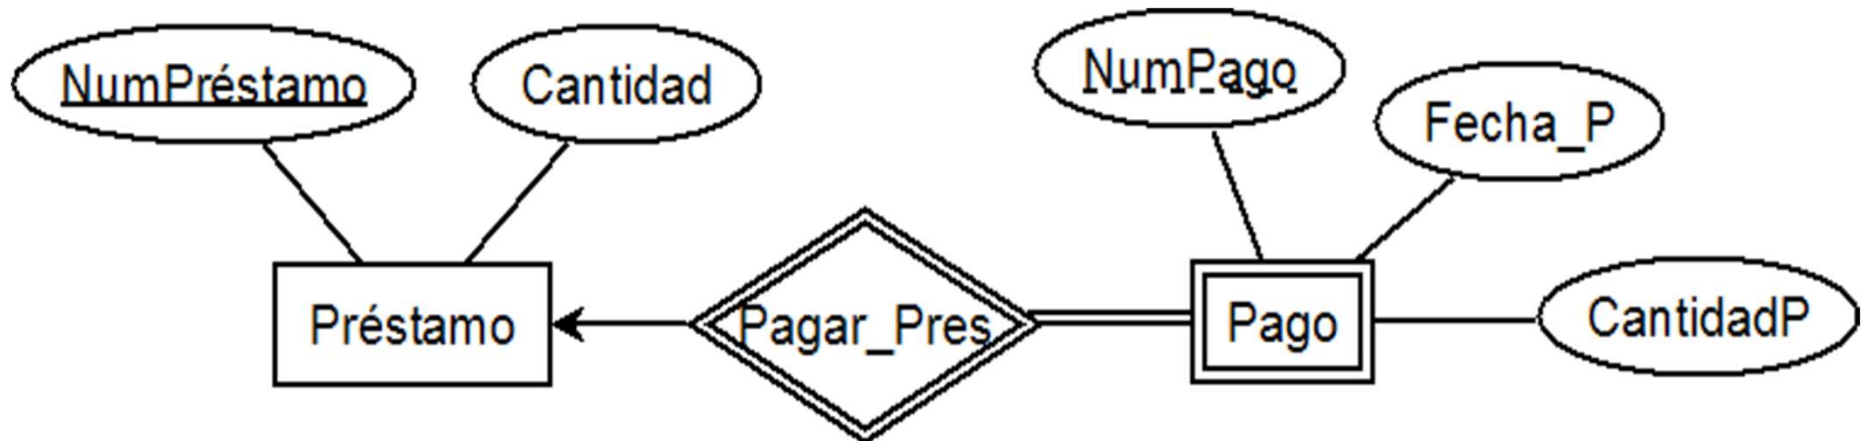 NumPréstamo
Cantidad
NumPago
Fecha_P
Préstamo
Pagar_Pres
Pago
CantidadP